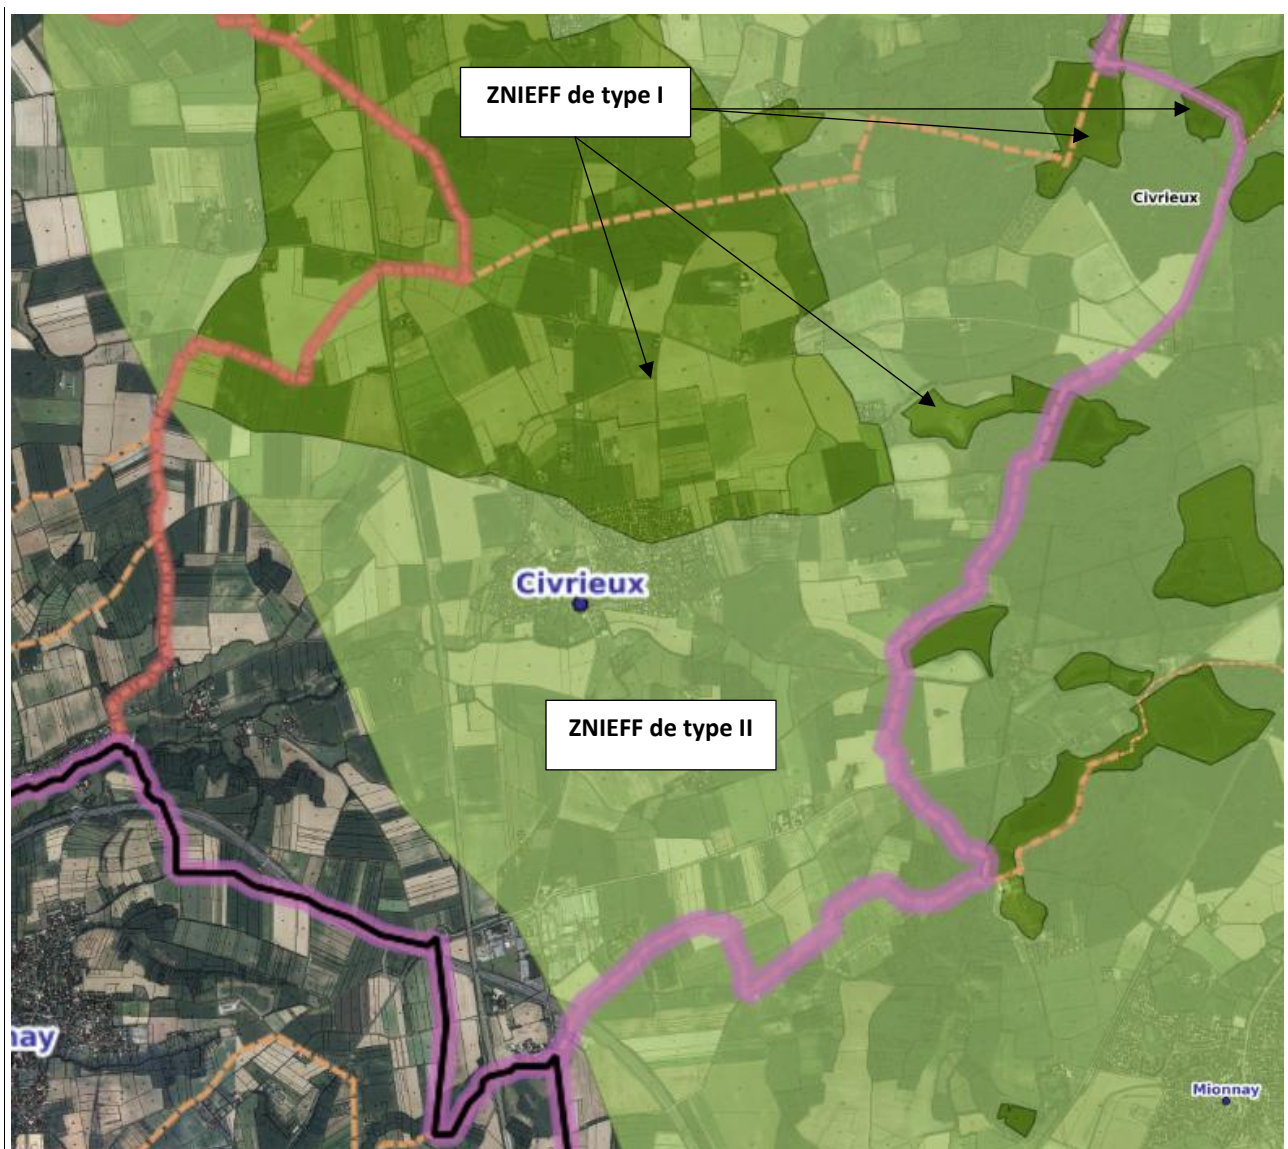 ZNIEFF de type I
Civrieux
Civrieux
ZNIEFF de type II
nay
Mionnay